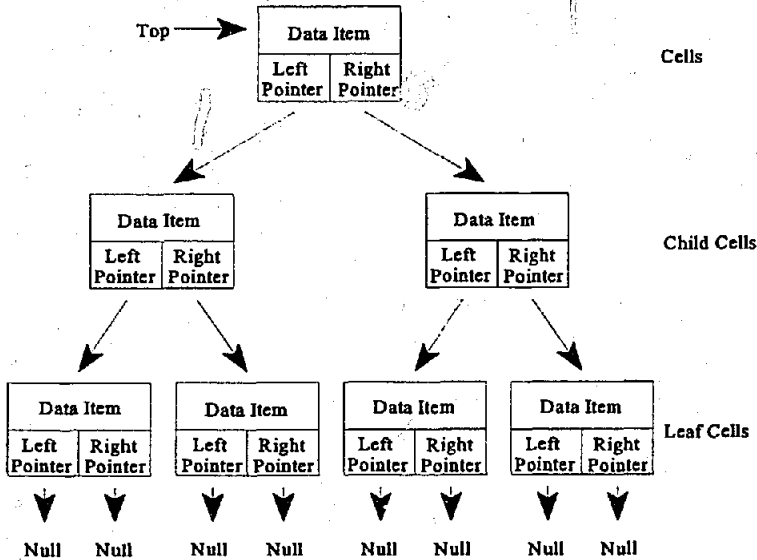 Top
Data Item
Left Pointer
Right Pointer
Cells
Data Item
Left Pointer
Right Pointer
Data Item
Left Pointer
Right Pointer
Child Cells
Data Item
Left Pointer
Right Pointer
Data Item
Left Pointer
Right Pointer
Data Item
Left Pointer
Right Pointer
Data Item
Left Pointer
Right Pointer
Leaf Cells
Null Null Null Null Null Null Null Null